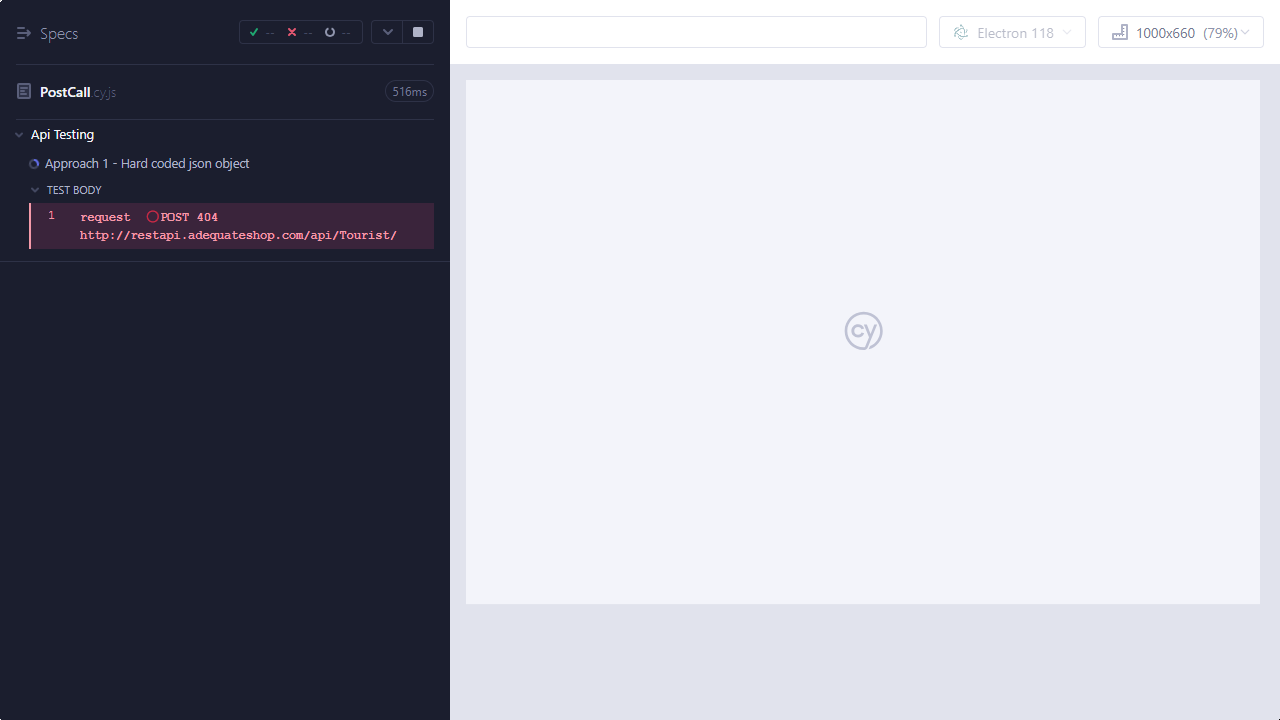 Specs
-- -- --
PostCall.cy.js
516ms
Api Testing
Approach 1 - Hard coded json object
TEST BODY
1 request POST 404
http://restapi.adequateshop.com/api/Tourist/
Electron 118
1000x660 (79%)
cy